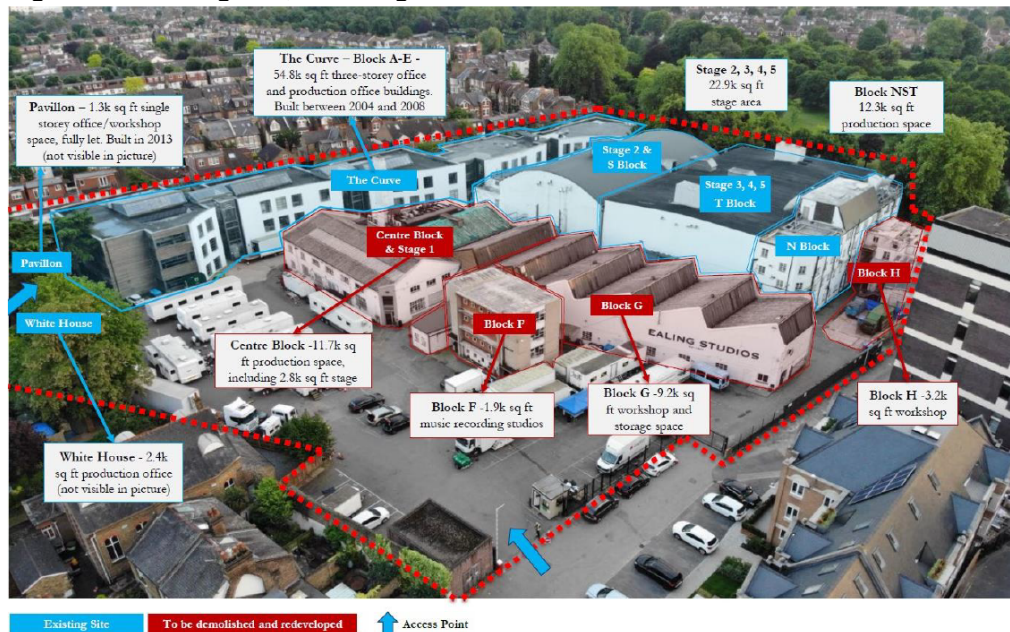 The Curve – Block A-E -
54.8k sq ft three-storey office
and production office buildings.
Built between 2004 and 2008
Stage 2, 3, 4, 5
22.9k sq ft
stage area
Block NST
12.3k sq ft
production space
Pavillon – 1.3k sq ft single
storey office/workshop
space, fully let. Built in 2013
(not visible in picture)
Stage 2 &
S Block
The Curve
Stage 3, 4, 5
T Block
Centre Block
& Stage 1
N Block
Pavillon
Block H
White House
Block F
Block G
EALING STUDIOS
Centre Block -11.7k sq
ft production space,
including 2.8k sq ft stage
Block F -1.9k sq ft
music recording studios
Block G -9.2k sq
ft workshop and
storage space
Block H -3.2k
sq ft workshop
White House - 2.4k
sq ft production office
(not visible in picture)
Existing Site
To be demolished and redeveloped
Access Point